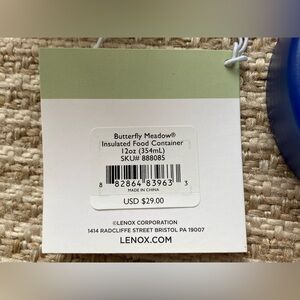 Butterfly Meadow®
Insulated Food Container
12oz (354mL)
SKU# 888085
8 82864 83963 3
MADE IN CHINA
USD $29.00
©LENOX CORPORATION
1414 RADCLIFFE STREET BRISTOL PA 19007
LENOX.COM